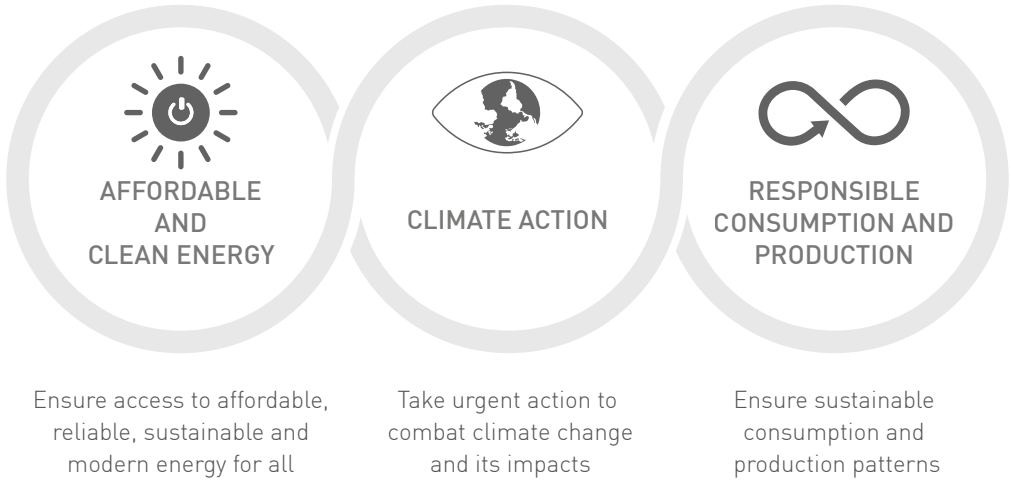 AFFORDABLE
AND
CLEAN ENERGY
CLIMATE ACTION
RESPONSIBLE
CONSUMPTION AND
PRODUCTION
Ensure access to affordable,
reliable, sustainable and
modern energy for all
Take urgent action to
combat climate change
and its impacts
Ensure sustainable
consumption and
production patterns